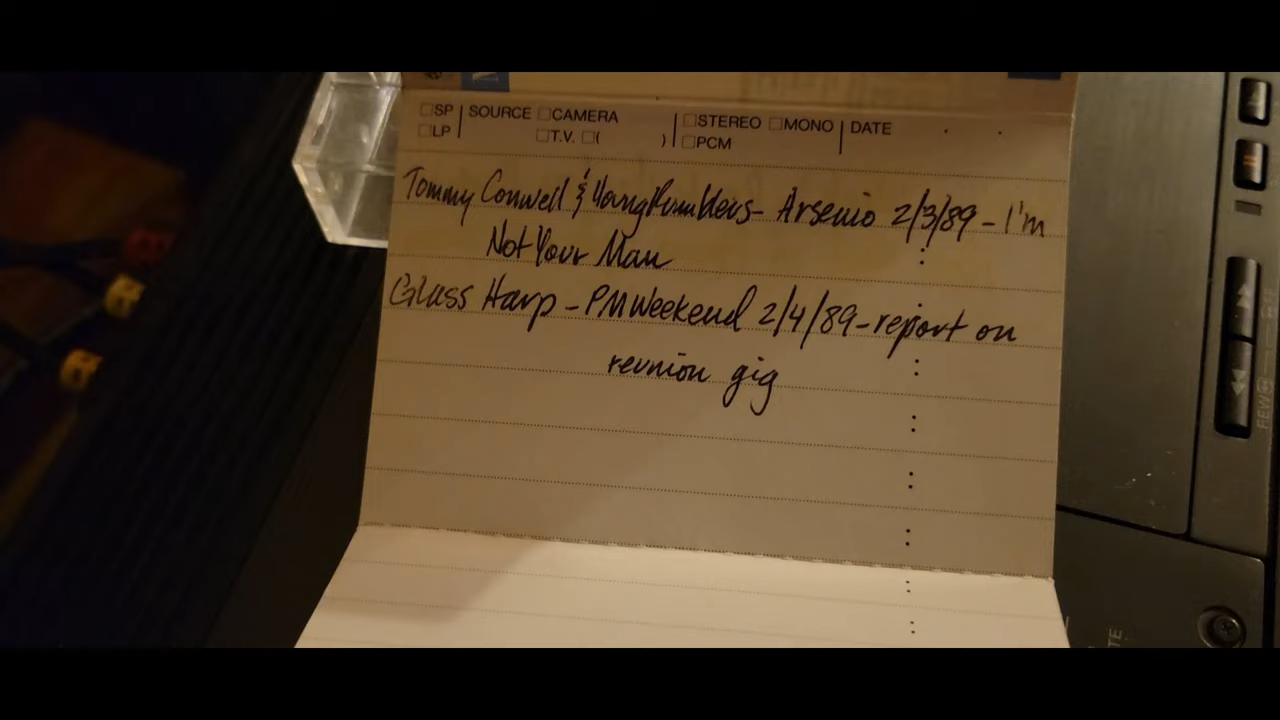 □SP | SOURCE □CAMERA | □STEREO □MONO | DATE
□LP | □T.V. □( ) | □PCM
Tommy Conwell & Young Rumblers - Arsenio 2/3/89 - I'm
Not Your Man
Glass Harp - PM Weekend 2/4/89 - report on
reunion gig
REW